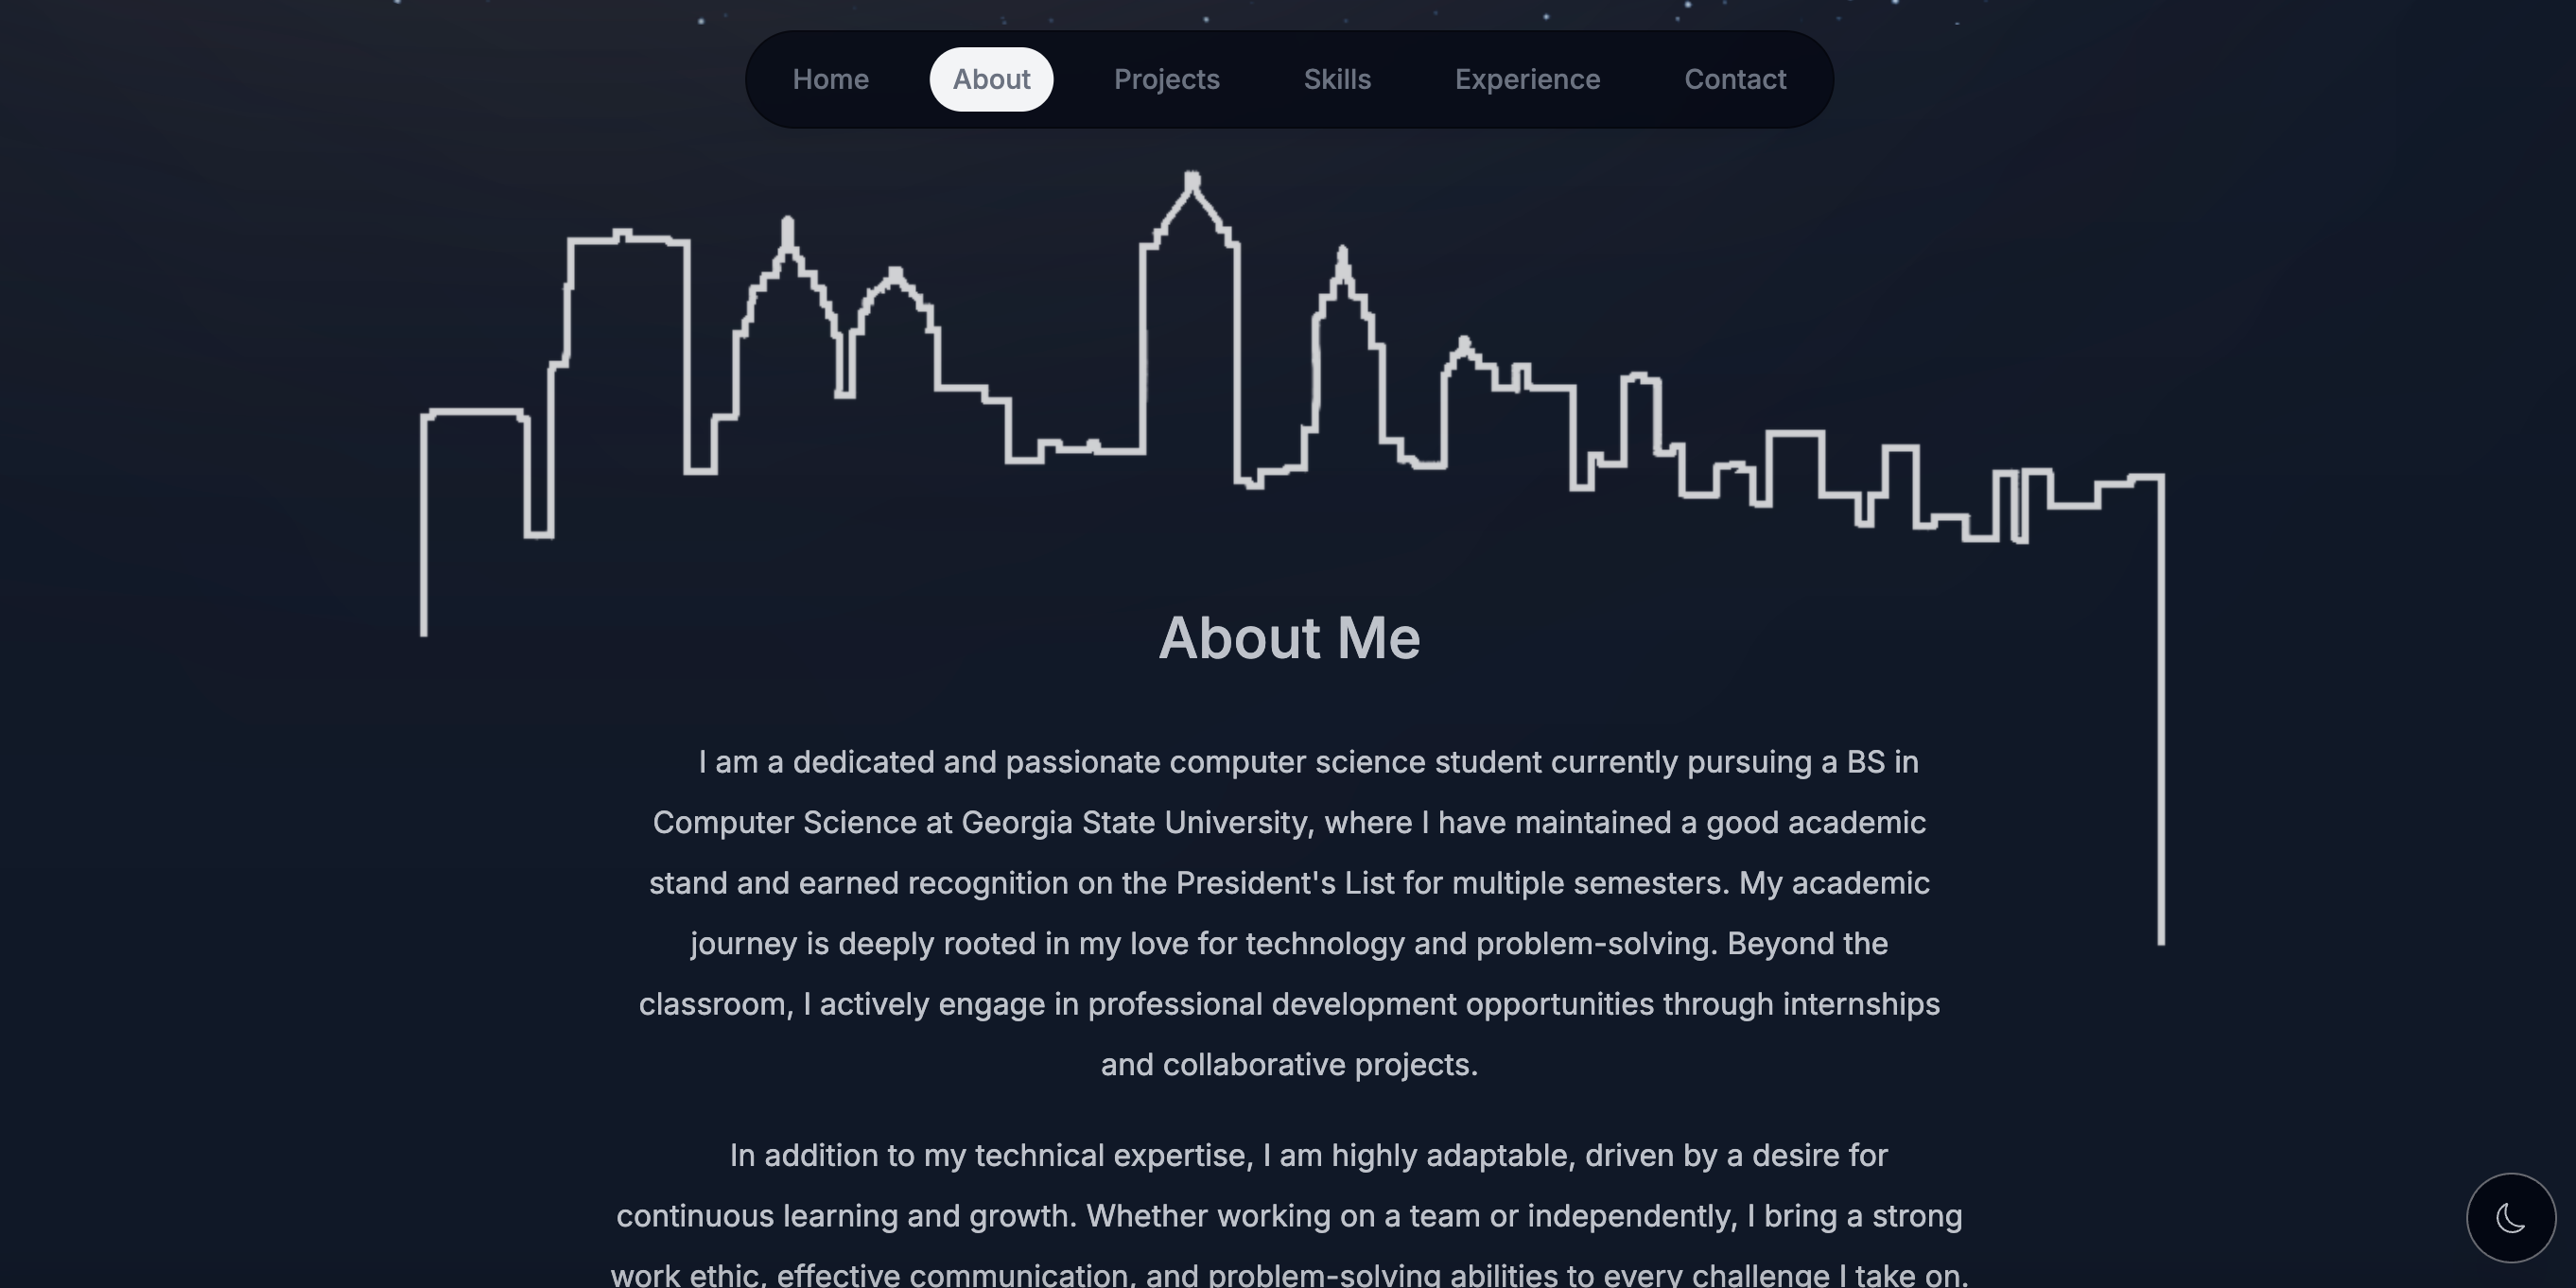 Home About Projects Skills Experience Contact
About Me
I am a dedicated and passionate computer science student currently pursuing a BS in
Computer Science at Georgia State University, where I have maintained a good academic
stand and earned recognition on the President's List for multiple semesters. My academic
journey is deeply rooted in my love for technology and problem-solving. Beyond the
classroom, I actively engage in professional development opportunities through internships
and collaborative projects.
In addition to my technical expertise, I am highly adaptable, driven by a desire for
continuous learning and growth. Whether working on a team or independently, I bring a strong
work ethic, effective communication, and problem-solving abilities to every challenge I take on.